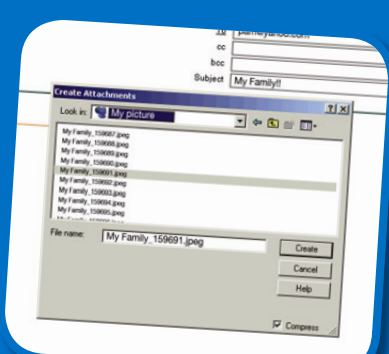 To
cc
bcc
Subject My Family!!
Create Attachments
Look in: My picture
My Family_159687.jpeg
My Family_159688.jpeg
My Family_159689.jpeg
My Family_159690.jpeg
My Family_159691.jpeg
My Family_159692.jpeg
My Family_159693.jpeg
My Family_159694.jpeg
My Family_159695.jpeg
File name: My Family_159691.jpeg
Create
Cancel
Help
Compress